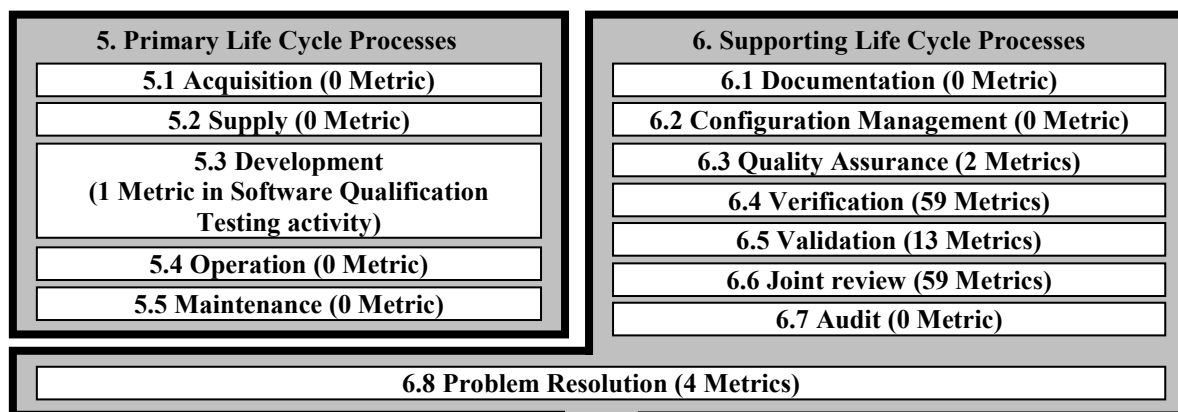 5. Primary Life Cycle Processes
5.1 Acquisition (0 Metric)
5.2 Supply (0 Metric)
5.3 Development
(1 Metric in Software Qualification
Testing activity)
5.4 Operation (0 Metric)
5.5 Maintenance (0 Metric)
6. Supporting Life Cycle Processes
6.1 Documentation (0 Metric)
6.2 Configuration Management (0 Metric)
6.3 Quality Assurance (2 Metrics)
6.4 Verification (59 Metrics)
6.5 Validation (13 Metrics)
6.6 Joint review (59 Metrics)
6.7 Audit (0 Metric)
6.8 Problem Resolution (4 Metrics)